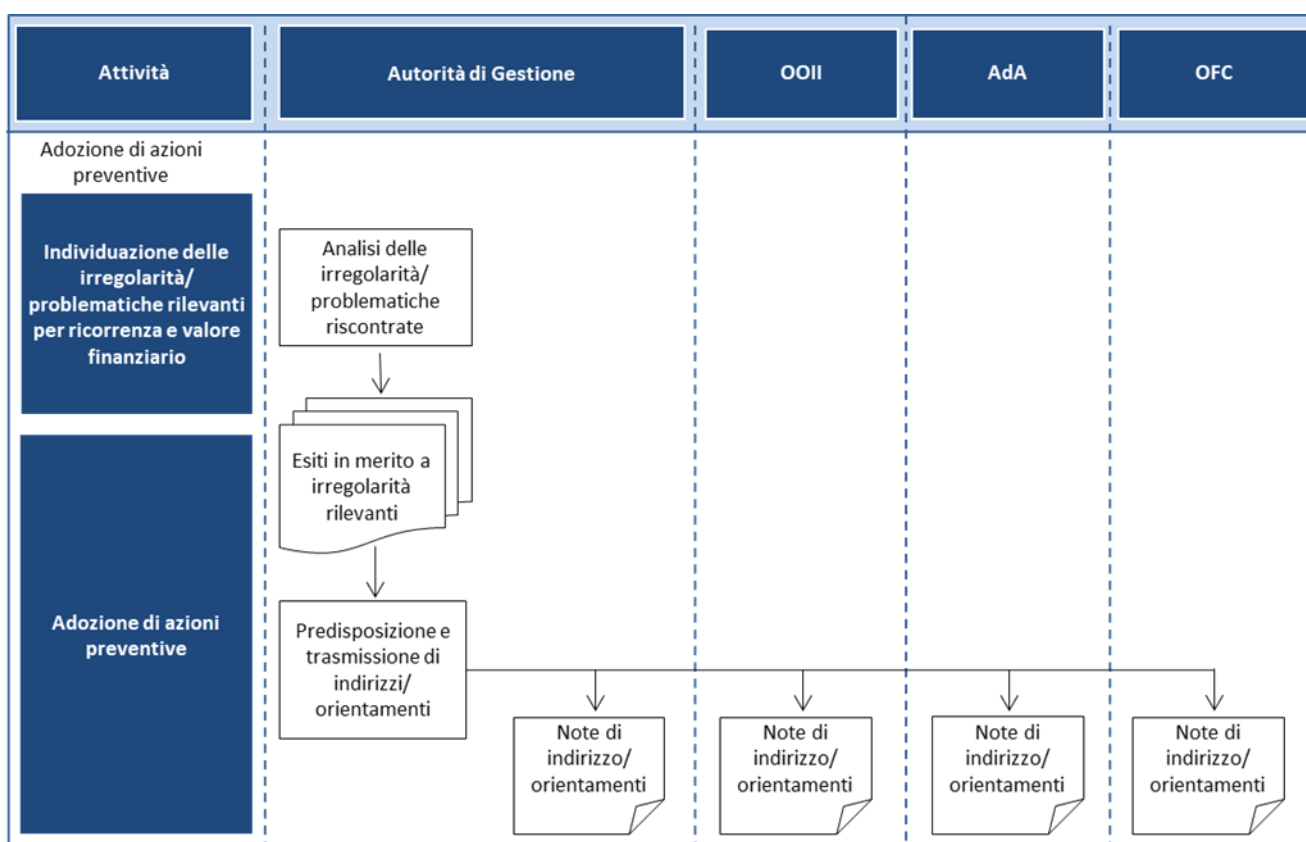 Attività
Autorità di Gestione
OOII
AdA
OFC
Adozione di azioni
preventive
Individuazione delle
irregolarità/
problematiche rilevanti
per ricorrenza e valore
finanziario
Analisi delle
irregolarità/
problematiche
riscontrate
Esiti in merito a
irregolarità
rilevanti
Adozione di azioni
preventive
Predisposizione e
trasmissione di
indirizzi/
orientamenti
Note di
indirizzo/
orientamenti
Note di
indirizzo/
orientamenti
Note di
indirizzo/
orientamenti
Note di
indirizzo/
orientamenti